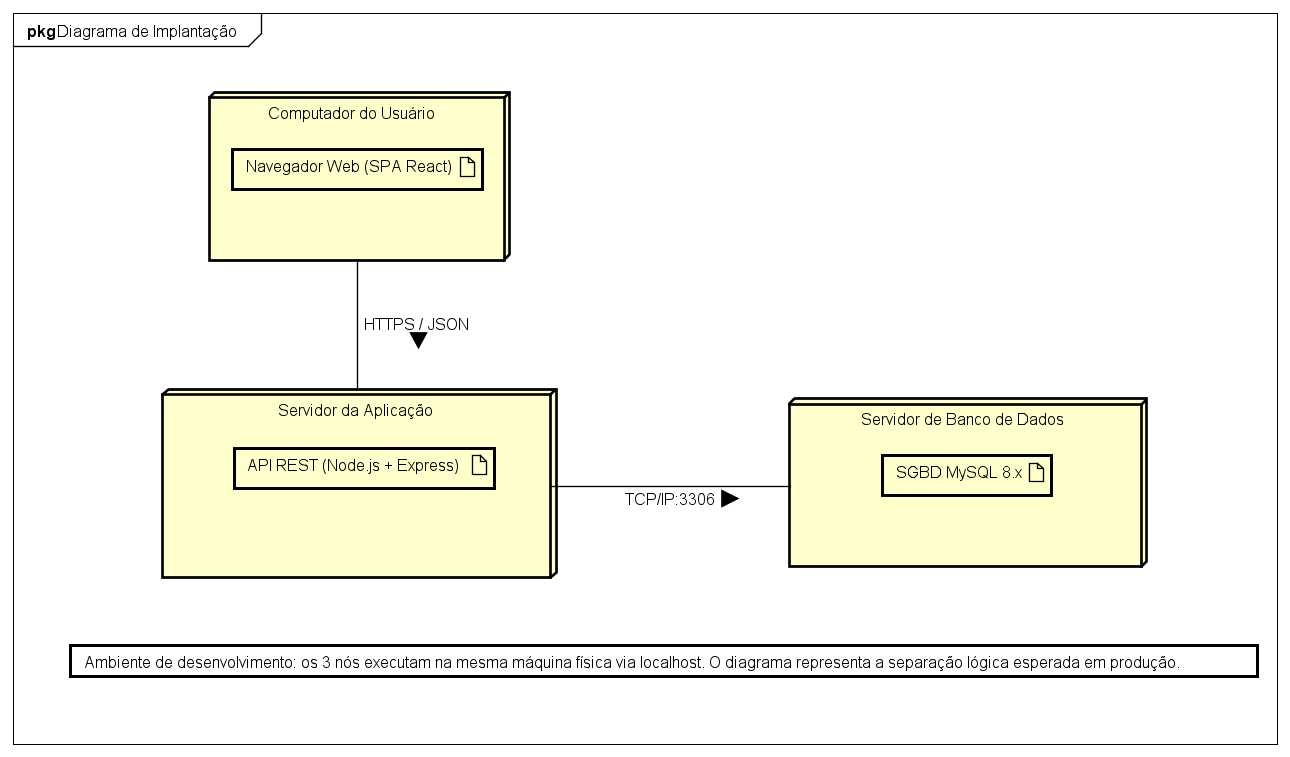 pkg Diagrama de Implantação
Computador do Usuário
Navegador Web (SPA React)
HTTPS / JSON
Servidor da Aplicação
API REST (Node.js + Express)
TCP/IP:3306
Servidor de Banco de Dados
SGBD MySQL 8.x
Ambiente de desenvolvimento: os 3 nós executam na mesma máquina física via localhost. O diagrama representa a separação lógica esperada em produção.